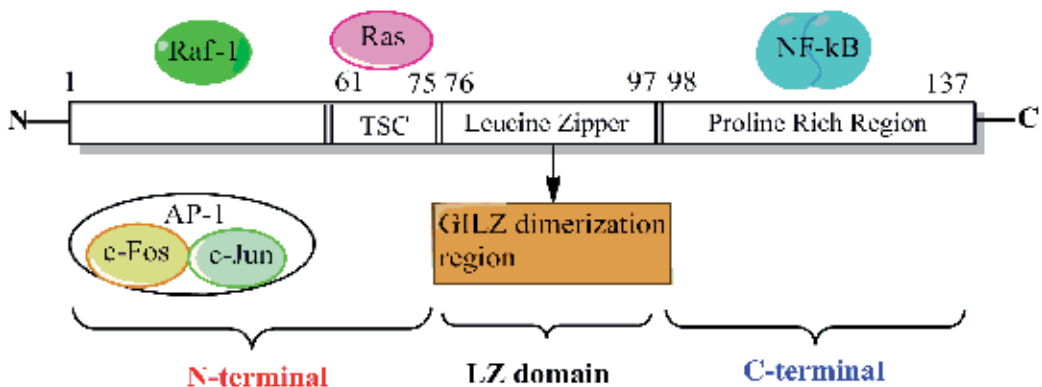 Raf-1
Ras
NF-kB
1 61 75 76 97 98 137
N TSC Leucine Zipper Proline Rich Region C
AP-1
c-Fos c-Jun
GILZ dimerization
region
N-terminal LZ domain C-terminal